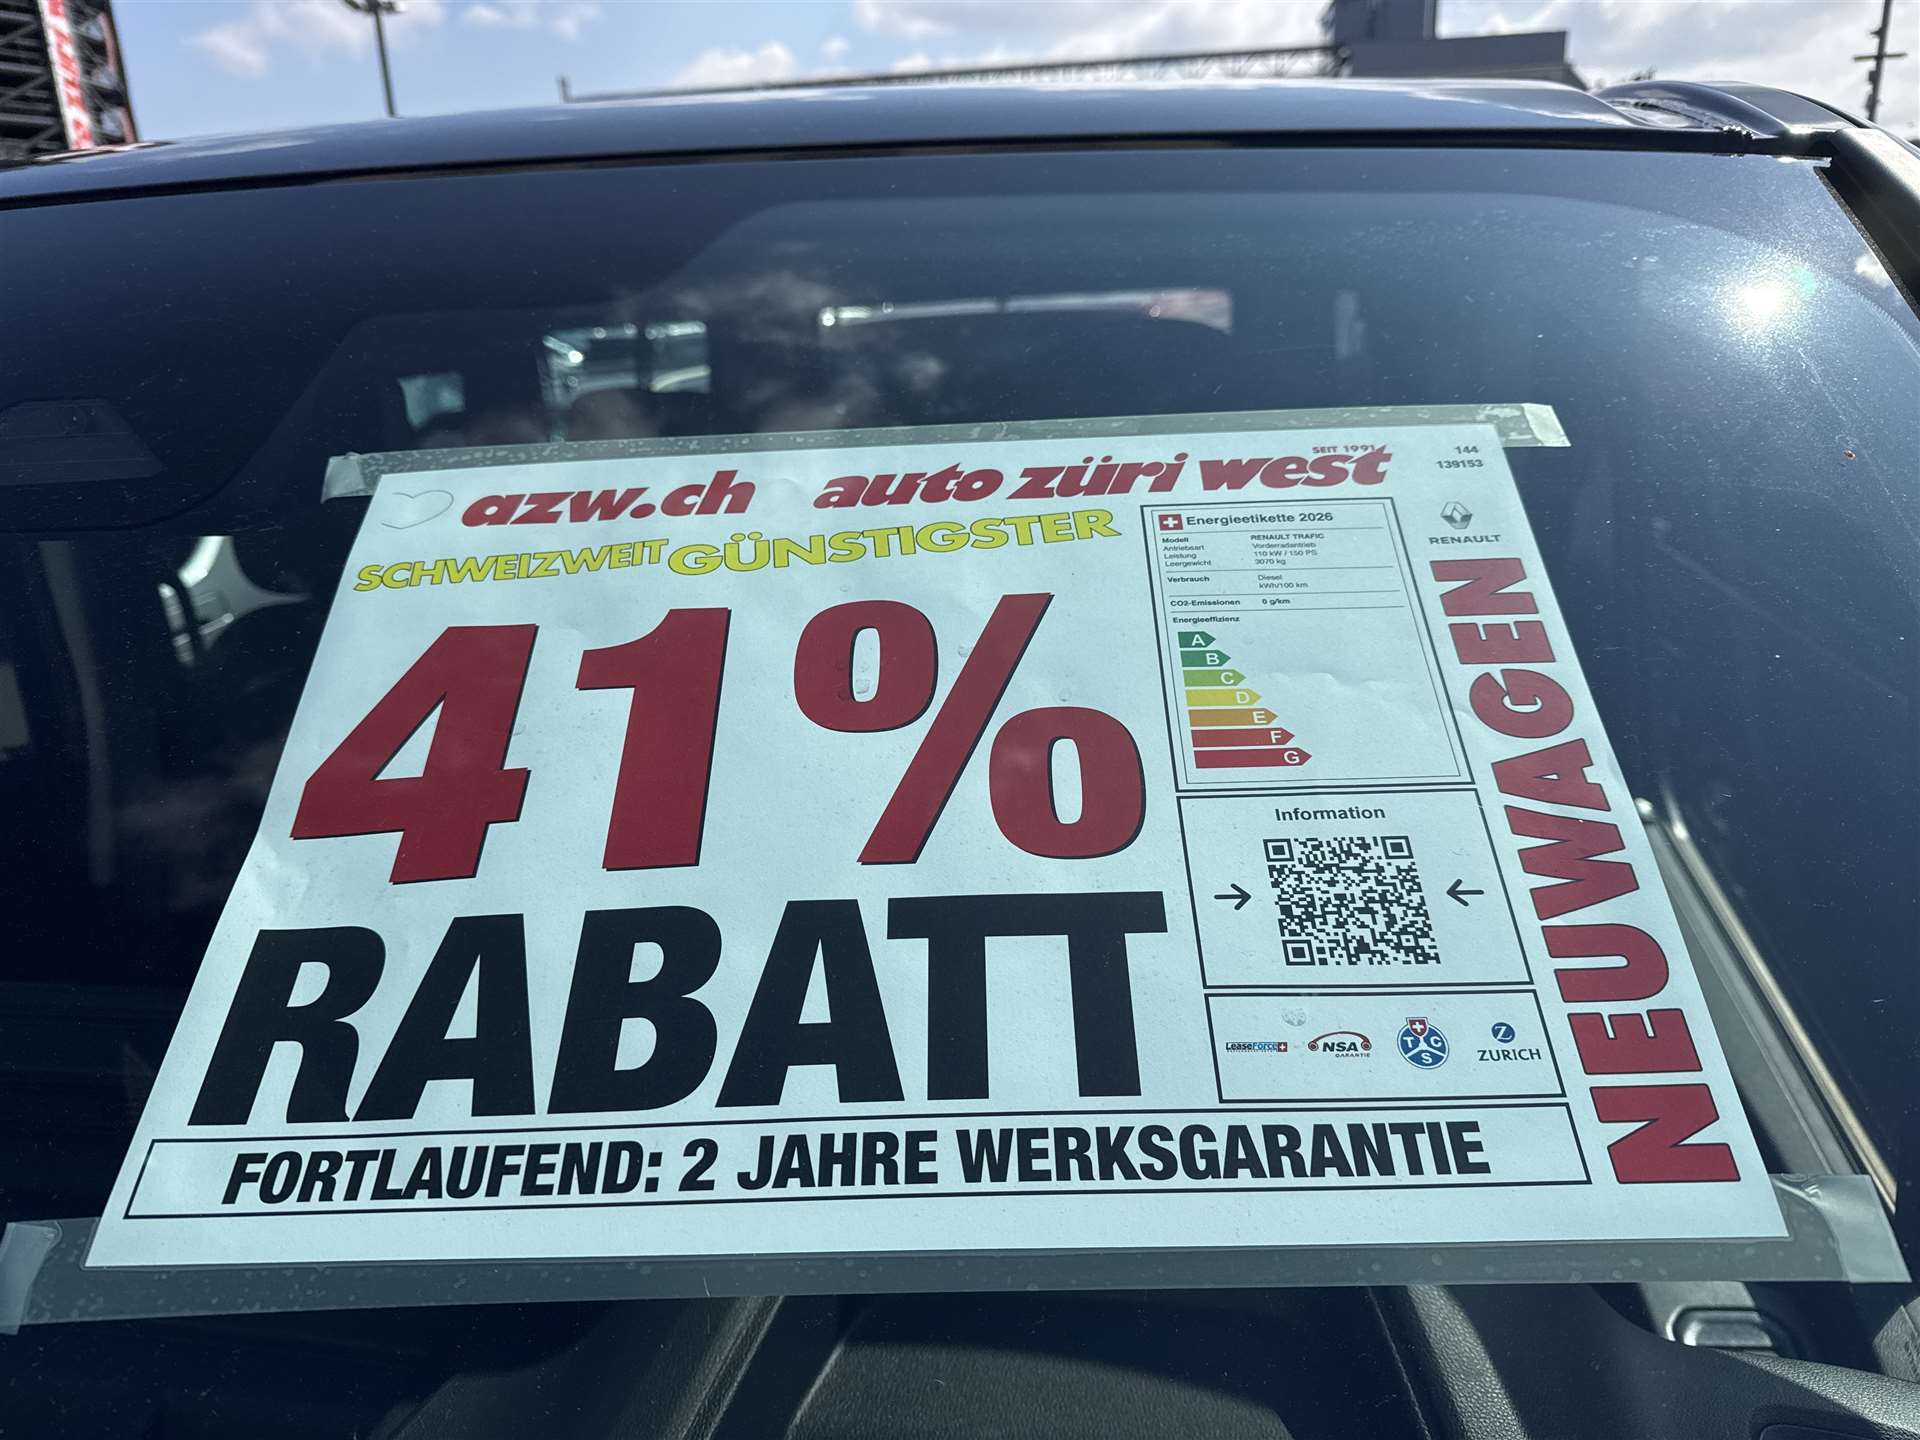 azw.ch auto züri west
SEIT 1991
144
139153
SCHWEIZWEIT GÜNSTIGSTER
41%
RABATT
FORTLAUFEND: 2 JAHRE WERKSGARANTIE
Energieetikette 2026
Modell RENAULT TRAFIC
Antriebsart Vorderradantrieb
Leistung 110 kW / 150 PS
Leergewicht 3070 kg
Verbrauch Diesel
kWh/100 km
CO2-Emissionen 0 g/km
Energieeffizienz
A
B
C
D
E
F
G
RENAULT
Information
LeaseForce
NSA
GARANTIE
TCS
ZURICH
NEUWAGEN